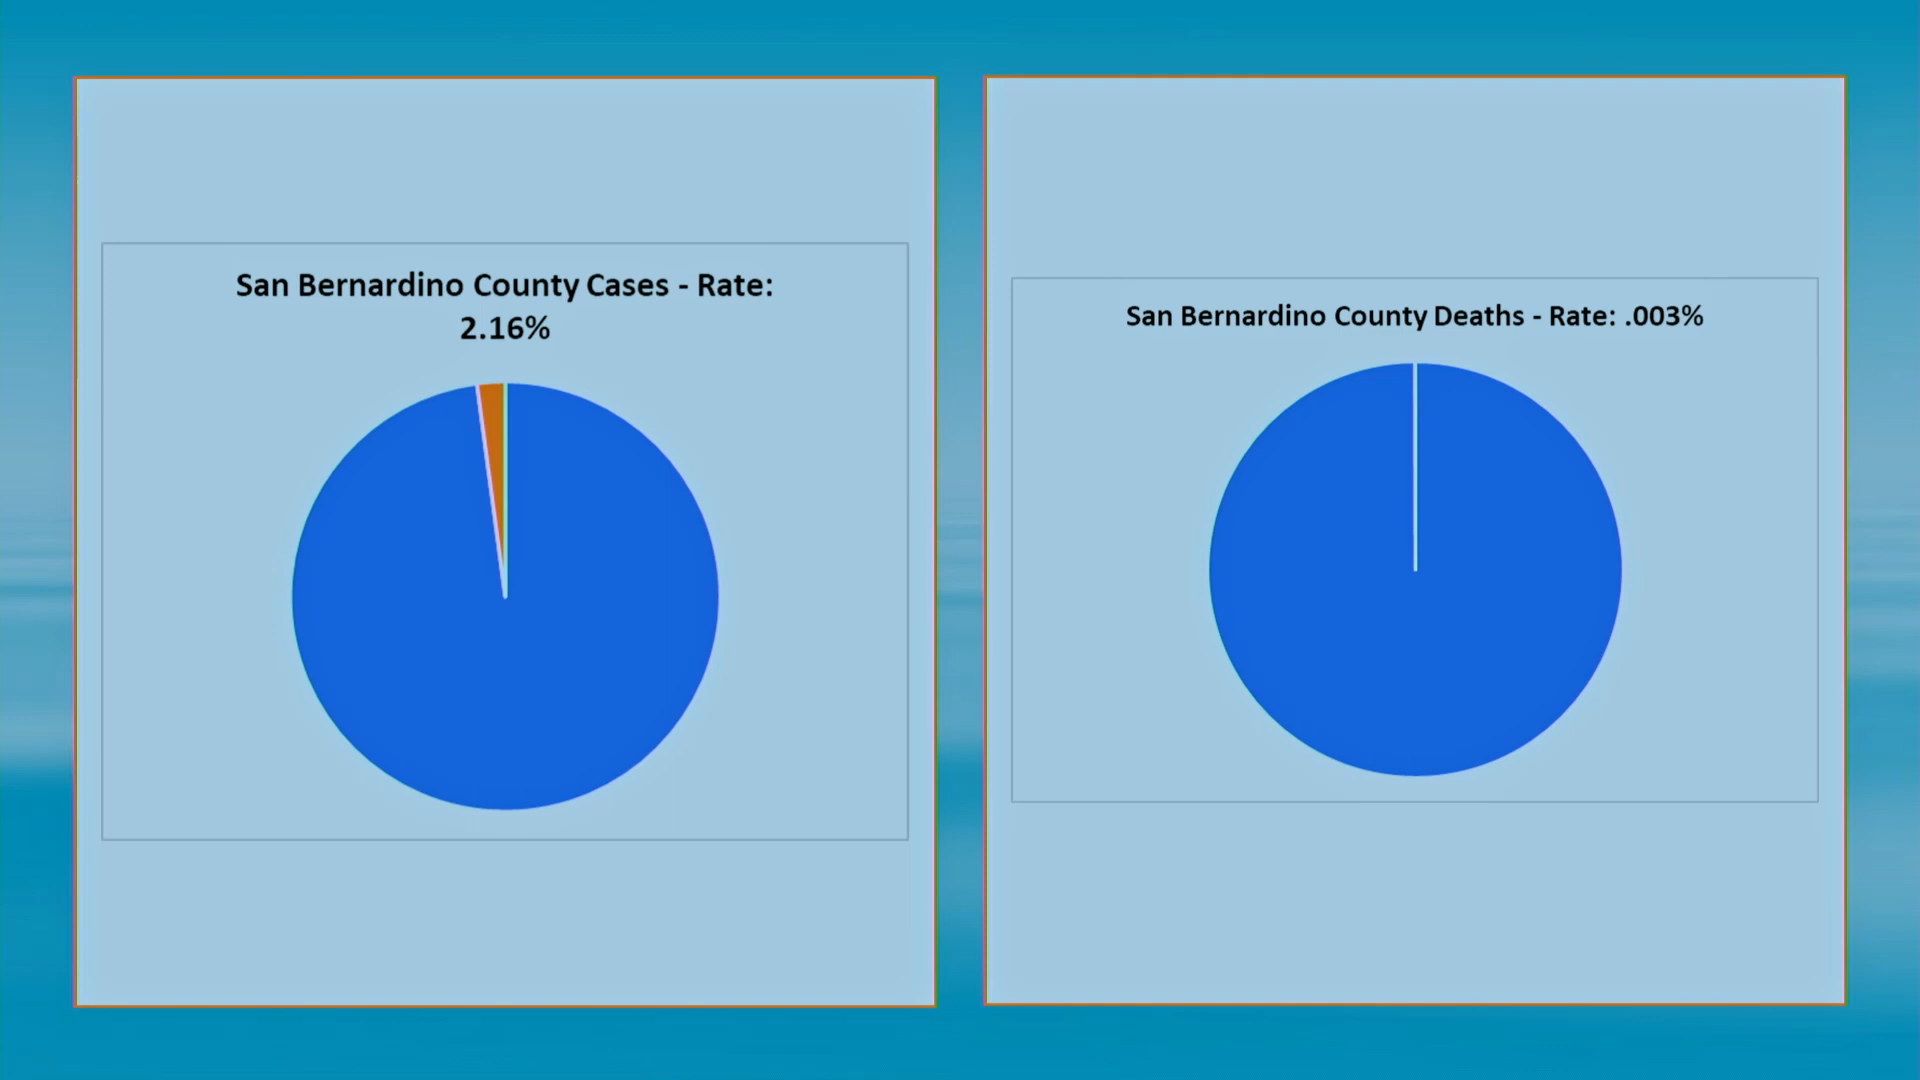 San Bernardino County Cases - Rate:
2.16%
San Bernardino County Deaths - Rate: .003%